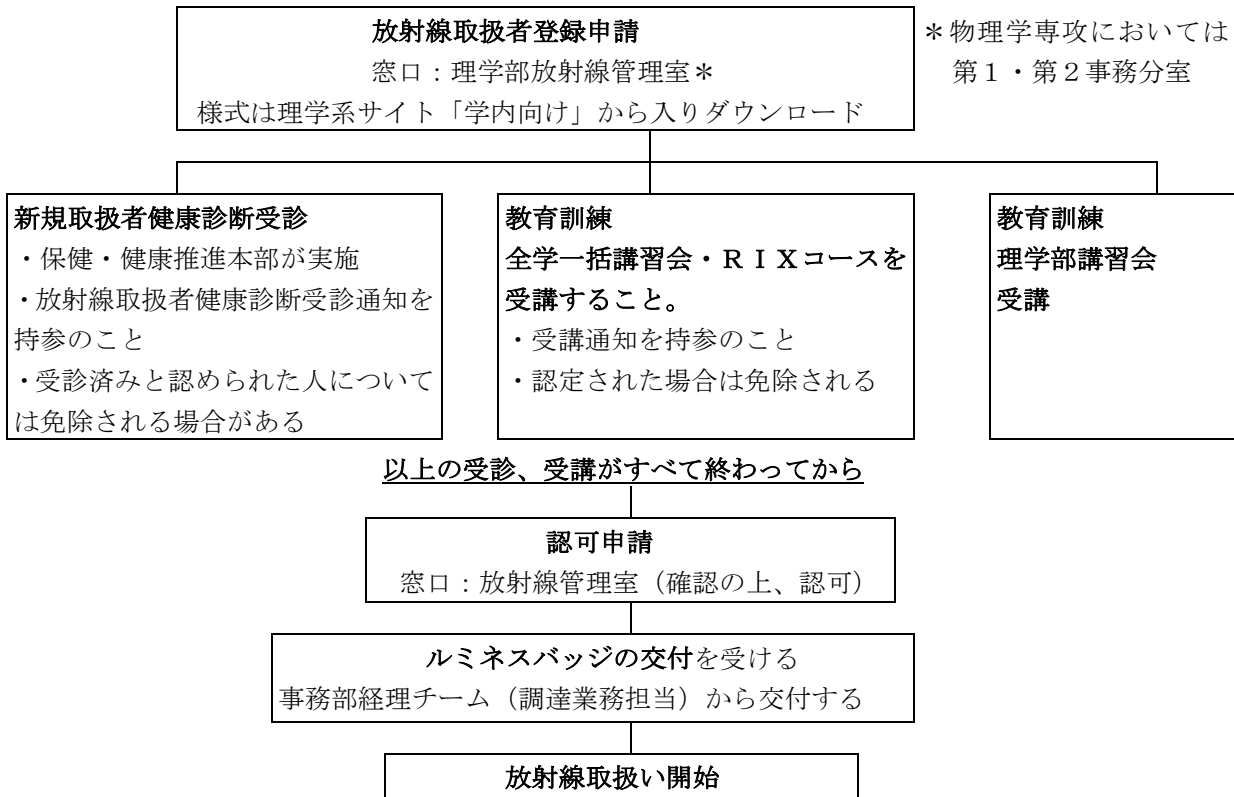 放射線取扱者登録申請
窓口：理学部放射線管理室＊
様式は理学系サイト「学内向け」から入りダウンロード
＊物理学専攻においては
第１・第２事務分室
新規取扱者健康診断受診
・保健・健康推進本部が実施
・放射線取扱者健康診断受診通知を
持参のこと
・受診済みと認められた人について
は免除される場合がある
教育訓練
全学一括講習会・ＲＩＸコースを
受講すること。
・受講通知を持参のこと
・認定された場合は免除される
教育訓練
理学部講習会
受講
以上の受診、受講がすべて終わってから
認可申請
窓口：放射線管理室（確認の上、認可）
ルミネスバッジの交付を受ける
事務部経理チーム（調達業務担当）から交付する
放射線取扱い開始